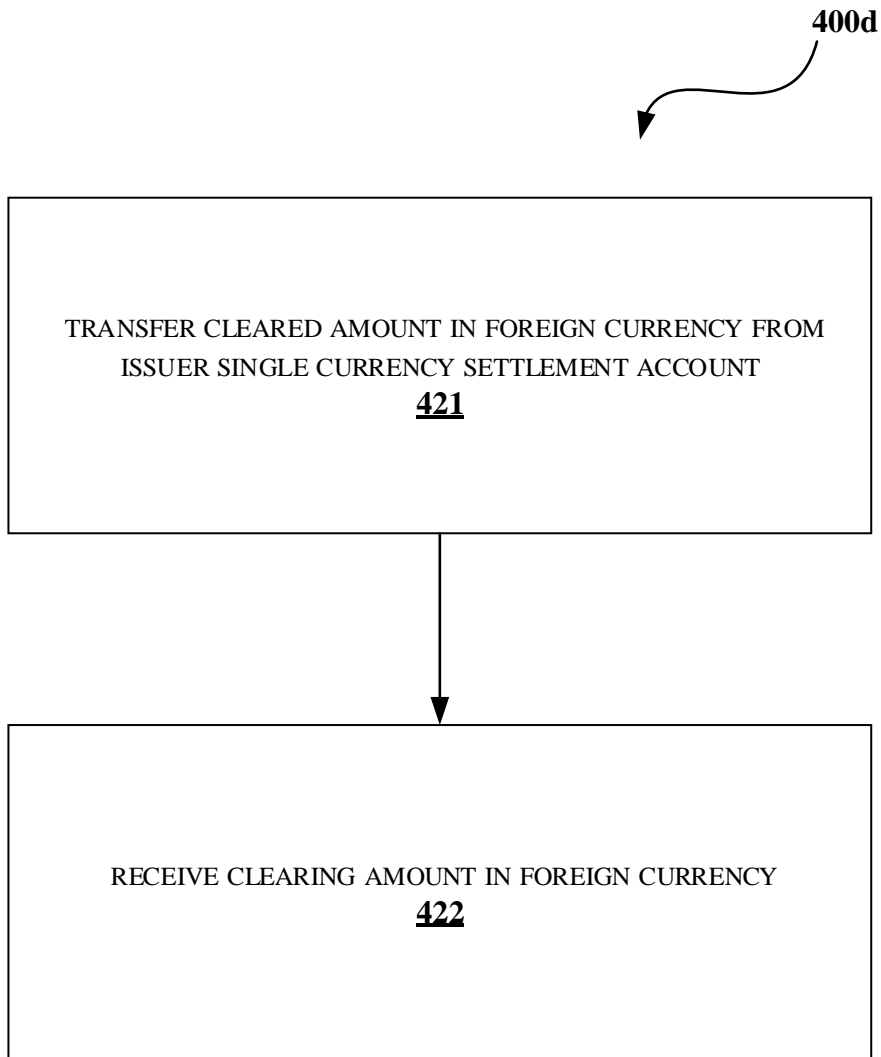 400d
TRANSFER CLEARED AMOUNT IN FOREIGN CURRENCY FROM
ISSUER SINGLE CURRENCY SETTLEMENT ACCOUNT
421
RECEIVE CLEARING AMOUNT IN FOREIGN CURRENCY
422